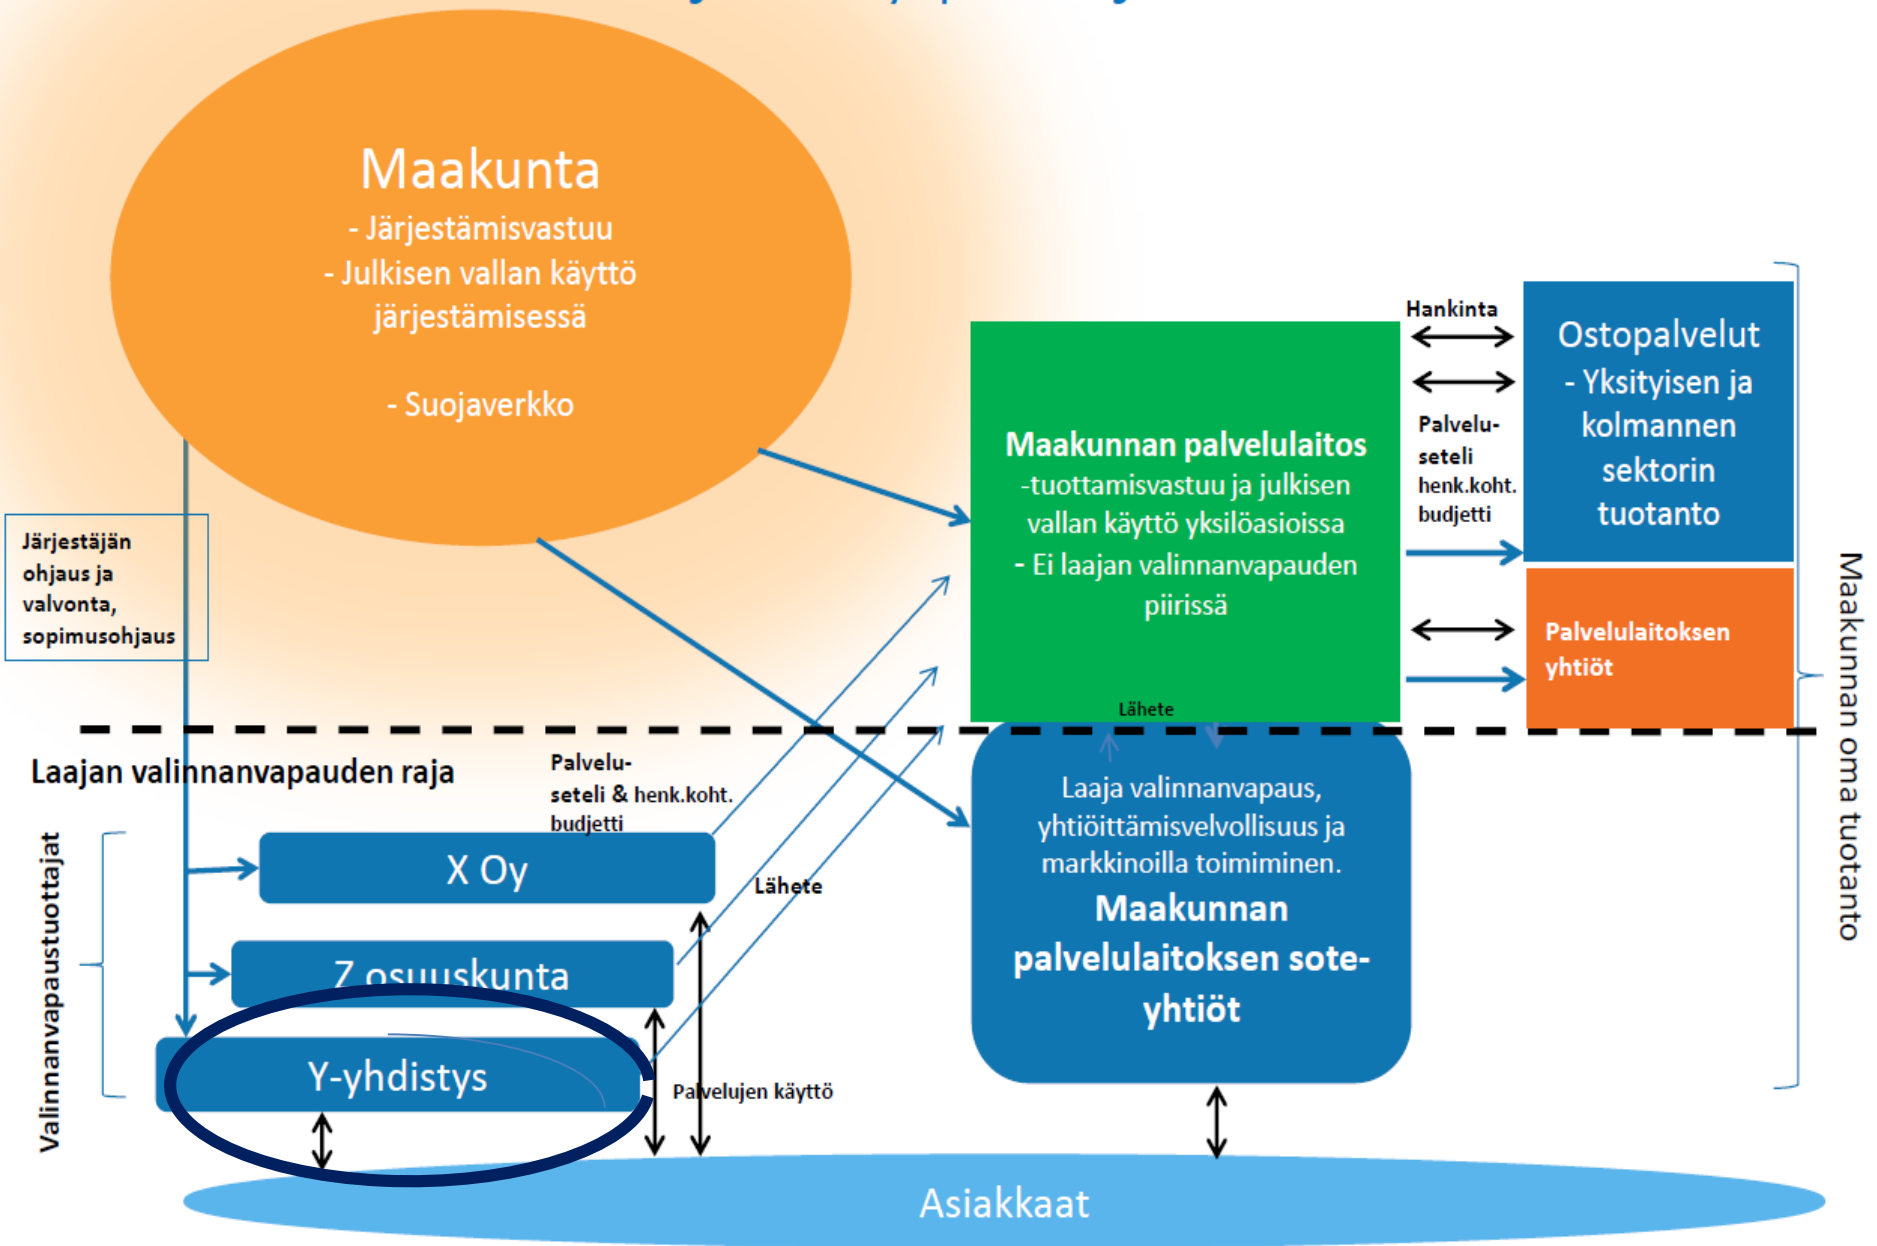 Maakunta
- Järjestämisvastuu
- Julkisen vallan käyttö
järjestämisessä
- Suojaverkko
Järjestäjän
ohjaus ja
valvonta,
sopimusohjaus
Maakunnan palvelulaitos
-tuottamisvastuu ja julkisen
vallan käyttö yksilöasioissa
- Ei laajan valinnanvapauden
piirissä
Lähete
Hankinta
Palvelu-
seteli
henk.koht.
budjetti
Ostopalvelut
- Yksityisen ja
kolmannen
sektorin
tuotanto
Palvelulaitoksen
yhtiöt
Maakunnan oma tuotanto
Laajan valinnanvapauden raja
Palvelu-
seteli & henk.koht.
budjetti
Valinnanvapaustuottajat
X Oy
Lähete
Z osuuskunta
Y-yhdistys
Palvelujen käyttö
Laaja valinnanvapaus,
yhtiöittämisvelvollisuus ja
markkinoilla toimiminen.
Maakunnan
palvelulaitoksen sote-
yhtiöt
Asiakkaat